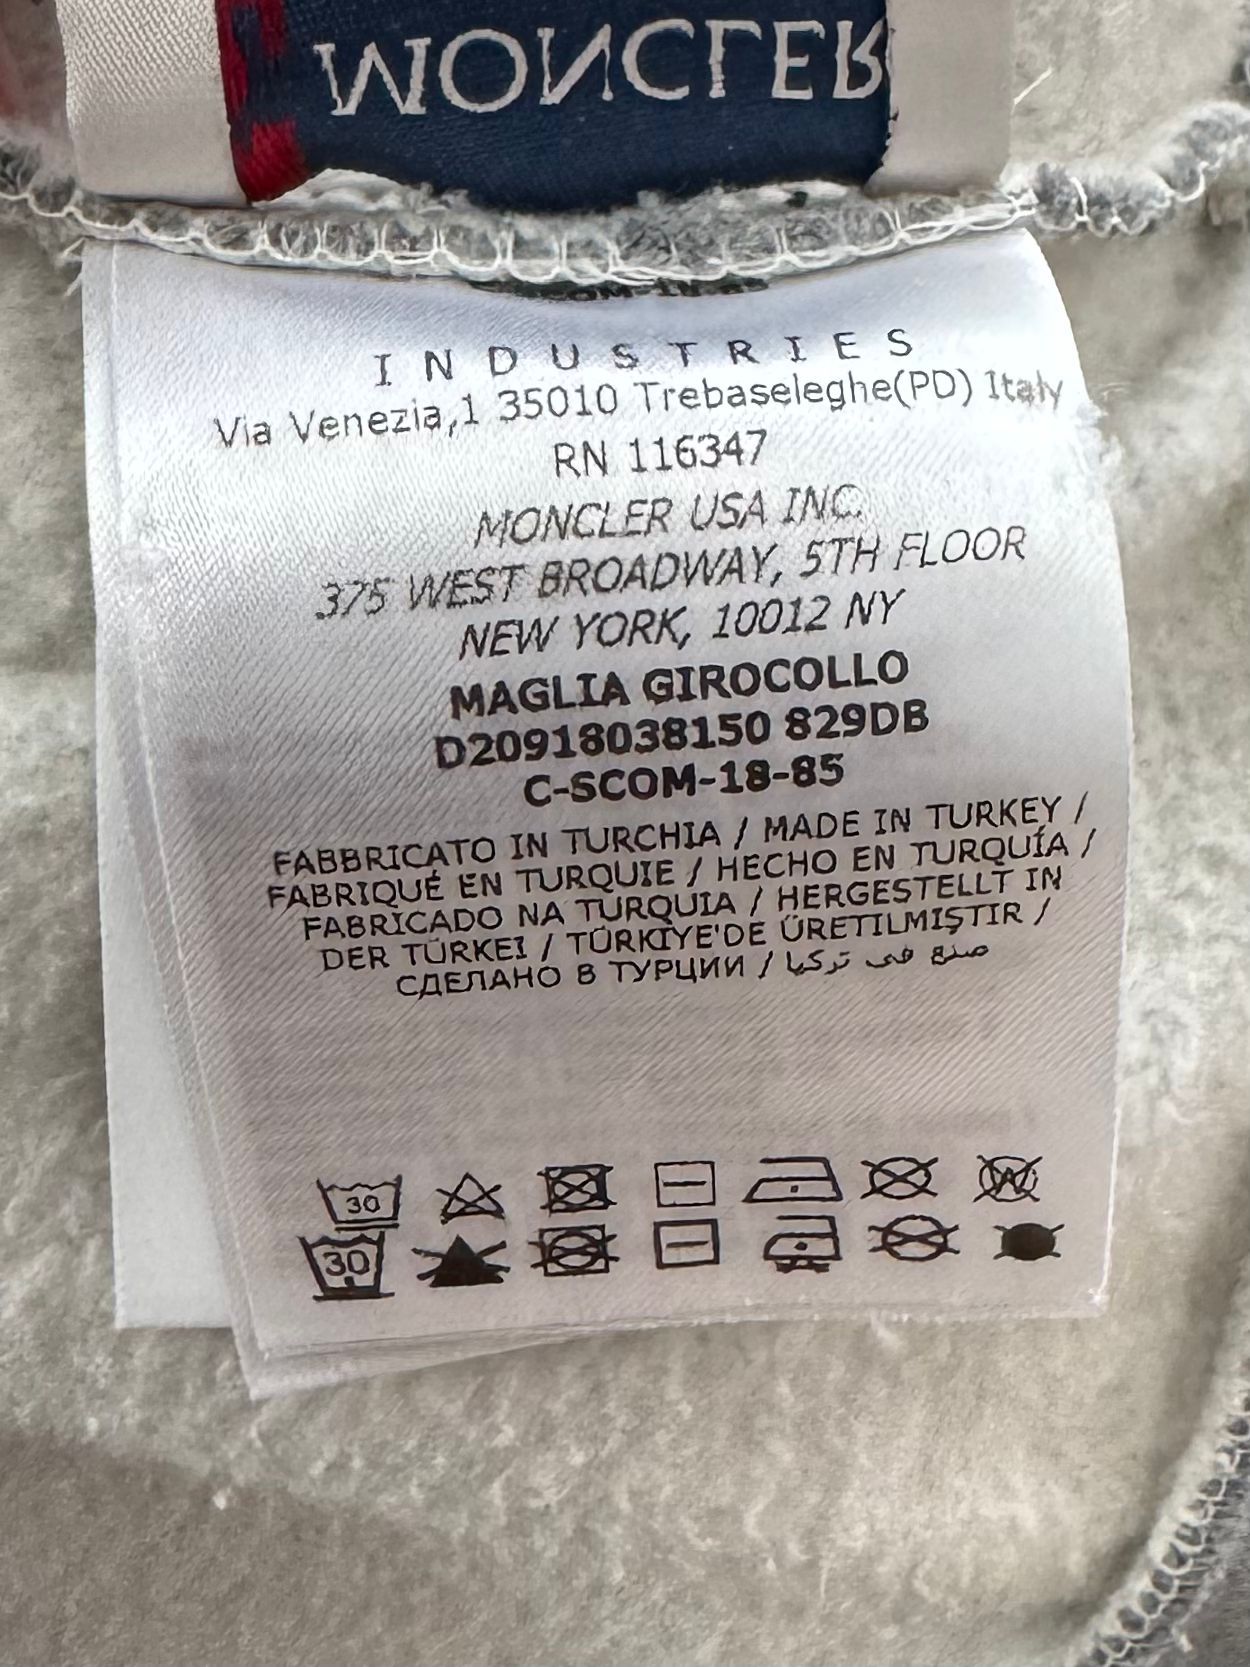 MONCLER
INDUSTRIES
Via Venezia,1 35010 Trebaseleghe(PD) Italy
RN 116347
MONCLER USA INC.
375 WEST BROADWAY, 5TH FLOOR
NEW YORK, 10012 NY
MAGLIA GIROCOLLO
D20918038150 829DB
C-SCOM-18-85
FABBRICATO IN TURCHIA / MADE IN TURKEY /
FABRIQUÉ EN TURQUIE / HECHO EN TURQUÍA /
FABRICADO NA TURQUIA / HERGESTELLT IN
DER TÜRKEI / TÜRKİYE'DE ÜRETILMIŞTIR /
СДЕЛАНО В ТУРЦИИ / صنع في تركيا
30 W
30